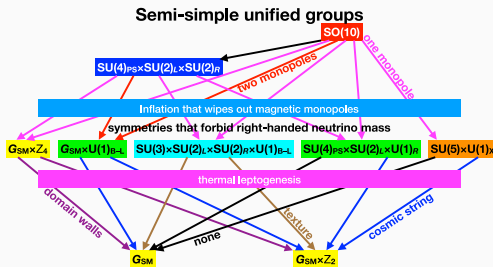 Semi-simple unified groups
SO(10)
SU(4)PS×SU(2)L×SU(2)R
two monopoles
one monopole
Inflation that wipes out magnetic monopoles
symmetries that forbid right-handed neutrino mass
GSM×Z4
GSM×U(1)B−L
SU(3)×SU(2)L×SU(2)R×U(1)B−L
SU(4)PS×SU(2)L×U(1)R
SU(5)×U(1)X
thermal leptogenesis
domain walls
none
texture
cosmic string
GSM
GSM×Z2